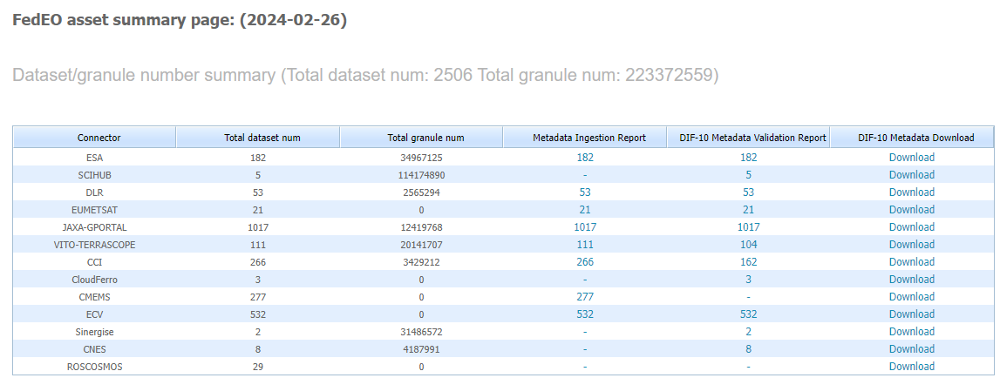 FedEO asset summary page: (2024-02-26)
Dataset/granule number summary (Total dataset num: 2506 Total granule num: 223372559)
Connector Total dataset num Total granule num Metadata Ingestion Report DIF-10 Metadata Validation Report DIF-10 Metadata Download
ESA 182 34967125 182 182 Download
SCIHUB 5 114174890 - 5 Download
DLR 53 2565294 53 53 Download
EUMETSAT 21 0 21 21 Download
JAXA-GPORTAL 1017 12419768 1017 1017 Download
VITO-TERRASCOPE 111 20141707 111 104 Download
CCI 266 3429212 266 162 Download
CloudFerro 3 0 - 3 Download
CMEMS 277 0 277 - Download
ECV 532 0 532 532 Download
Sinergise 2 31486572 - 2 Download
CNES 8 4187991 - 8 Download
ROSCOSMOS 29 0 - - Download